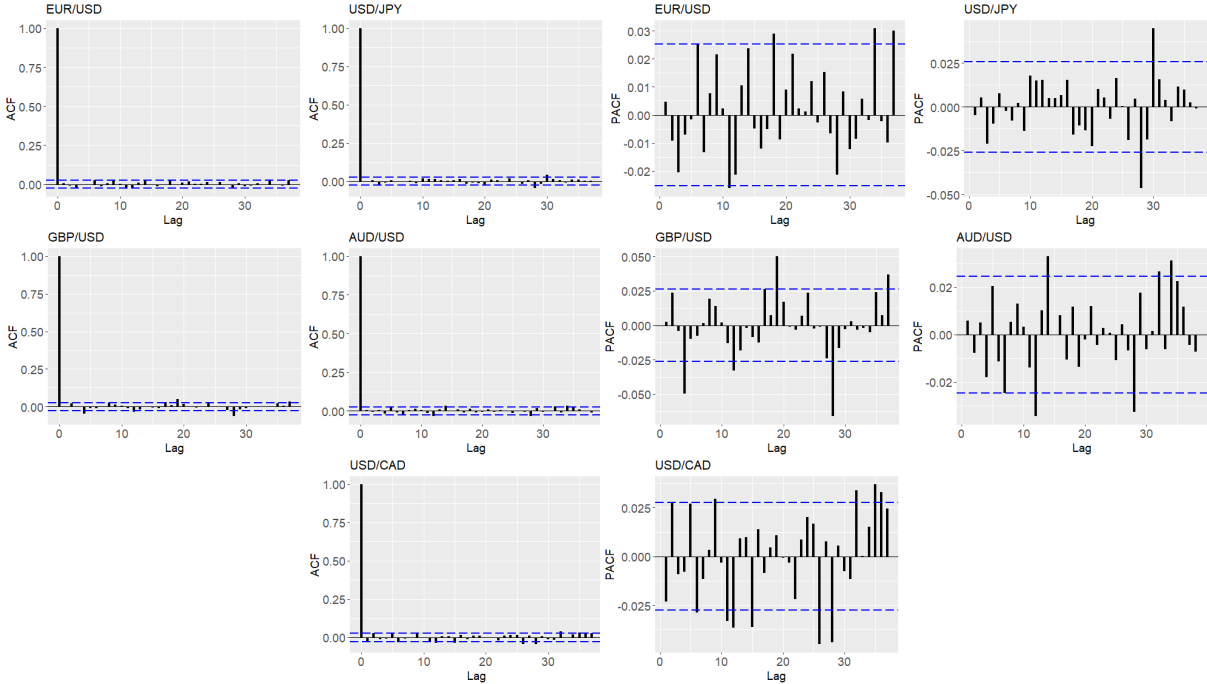 EUR/USD
1.00
0.75
0.50
0.25
0.00
ACF
0 10 20 30
Lag
USD/JPY
1.00
0.75
0.50
0.25
0.00
ACF
0 10 20 30
Lag
EUR/USD
0.03
0.02
0.01
0.00
-0.01
-0.02
PACF
0 10 20 30
Lag
USD/JPY
0.025
0.000
-0.025
-0.050
PACF
0 10 20 30
Lag
GBP/USD
1.00
0.75
0.50
0.25
0.00
ACF
0 10 20 30
Lag
AUD/USD
1.00
0.75
0.50
0.25
0.00
ACF
0 10 20 30
Lag
GBP/USD
0.050
0.025
0.000
-0.025
-0.050
PACF
0 10 20 30
Lag
AUD/USD
0.02
0.00
-0.02
PACF
0 10 20 30
Lag
USD/CAD
1.00
0.75
0.50
0.25
0.00
ACF
0 10 20 30
Lag
USD/CAD
0.025
0.000
-0.025
PACF
0 10 20 30
Lag